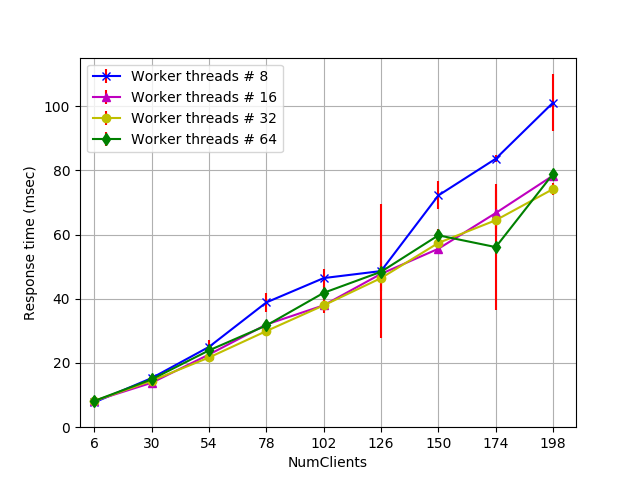 Worker threads # 8
Worker threads # 16
Worker threads # 32
Worker threads # 64
Response time (msec)
100
80
60
40
20
0
6 30 54 78 102 126 150 174 198
NumClients